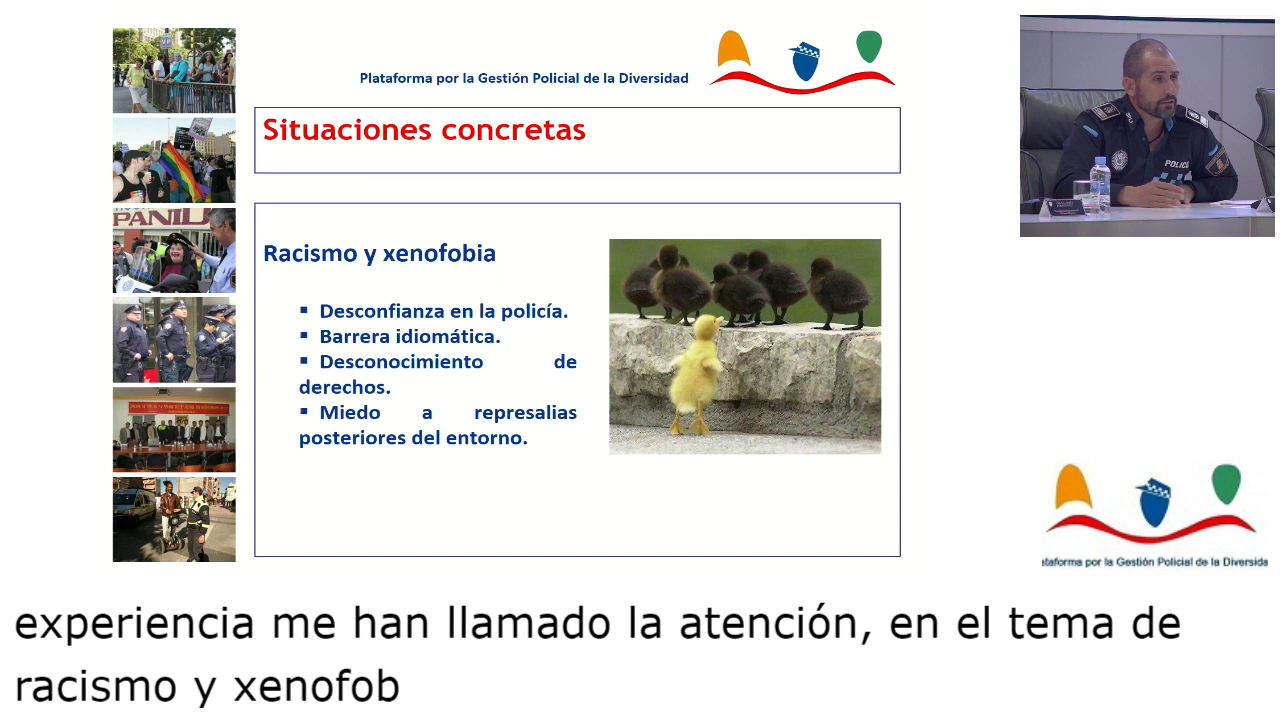 Plataforma por la Gestión Policial de la Diversidad
Situaciones concretas
Racismo y xenofobia
▪ Desconfianza en la policía.
▪ Barrera idiomática.
▪ Desconocimiento de
derechos.
▪ Miedo a represalias
posteriores del entorno.
PANIL
POLICÍA
ataforma por la Gestión Policial de la Diversida
experiencia me han llamado la atención, en el tema de
racismo y xenofob